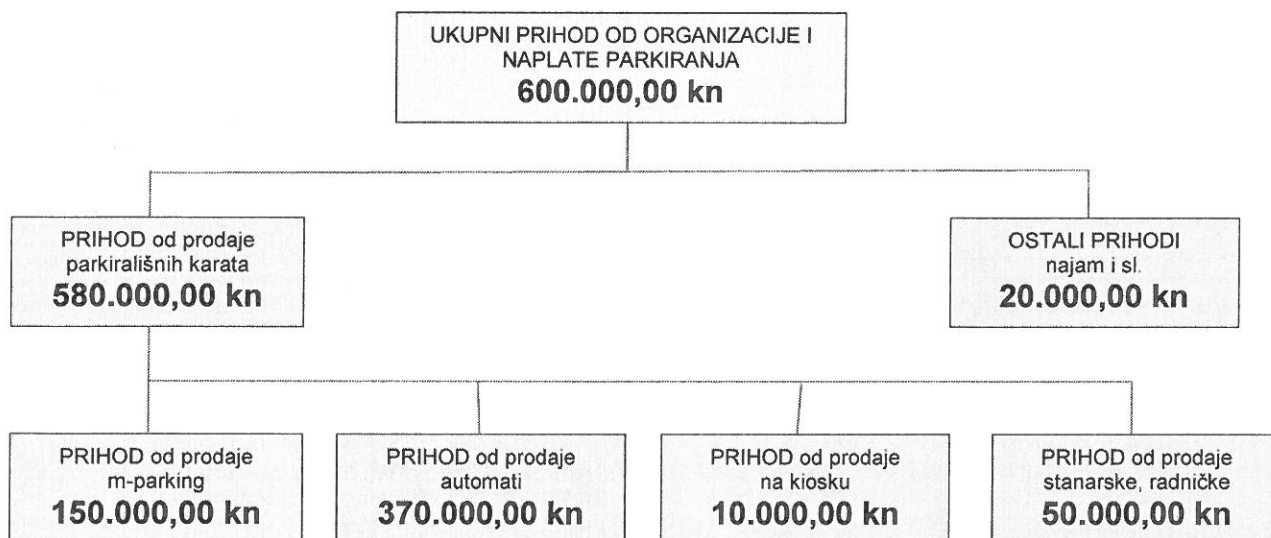 UKUPNI PRIHOD OD ORGANIZACIJE I
NAPLATE PARKIRANJA
600.000,00 kn
PRIHOD od prodaje
parkirališnih karata
580.000,00 kn
OSTALI PRIHODI
najam i sl.
20.000,00 kn
PRIHOD od prodaje
m-parking
150.000,00 kn
PRIHOD od prodaje
automati
370.000,00 kn
PRIHOD od prodaje
na kiosku
10.000,00 kn
PRIHOD od prodaje
stanarske, radničke
50.000,00 kn